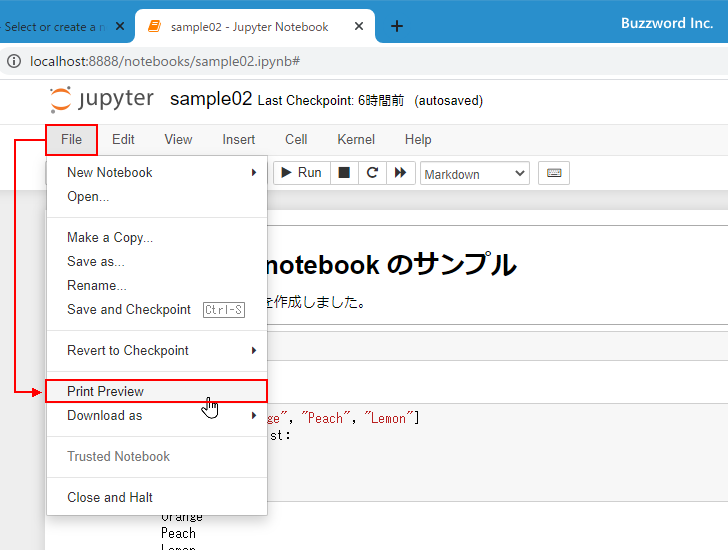 Select or create a n
sample02 - Jupyter Notebook
Buzzword Inc.
localhost:8888/notebooks/sample02.ipynb#
jupyter sample02 Last Checkpoint: 6時間前 (autosaved)
File Edit View Insert Cell Kernel Help
Run Markdown
New Notebook
Open...
Make a Copy...
Save as...
Rename...
Save and Checkpoint Ctrl-S
Revert to Checkpoint
Print Preview
Download as
Trusted Notebook
Close and Halt
notebook のサンプル
を作成しました。
ge", "Peach", "Lemon"]
st:
Orange
Peach
Lemon